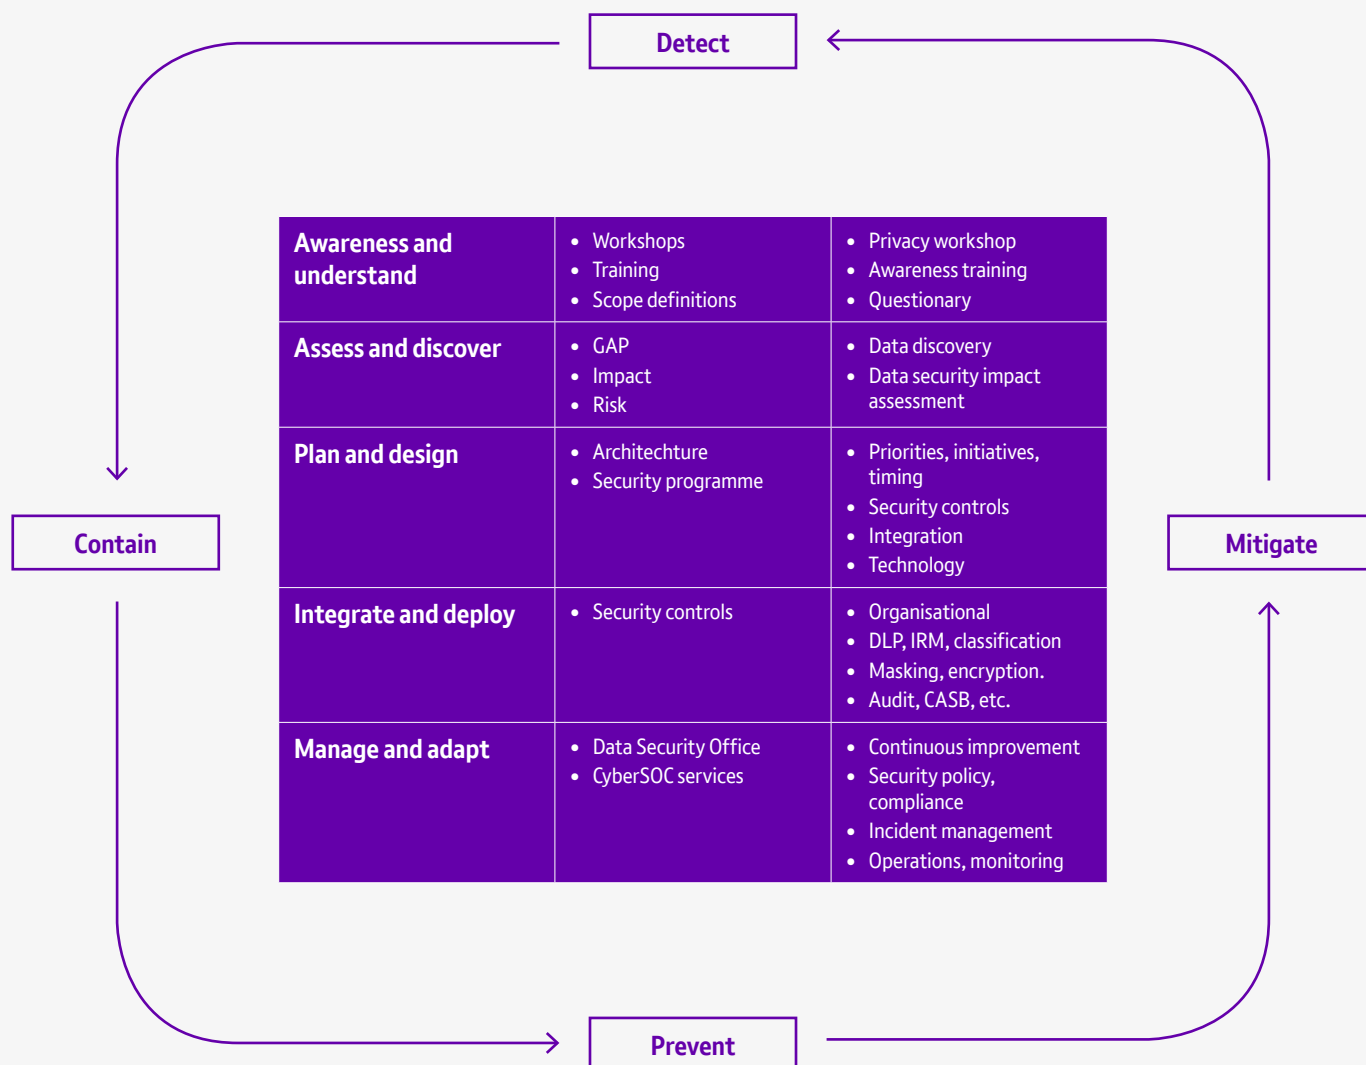 Detect
Awareness and
understand
• Workshops
• Training
• Scope definitions
• Privacy workshop
• Awareness training
• Questionary
Assess and discover
• GAP
• Impact
• Risk
• Data discovery
• Data security impact
assessment
Plan and design
• Architechture
• Security programme
• Priorities, initiatives,
timing
• Security controls
• Integration
• Technology
Contain
Mitigate
Integrate and deploy
• Security controls
• Organisational
• DLP, IRM, classification
• Masking, encryption.
• Audit, CASB, etc.
Manage and adapt
• Data Security Office
• CyberSOC services
• Continuous improvement
• Security policy,
compliance
• Incident management
• Operations, monitoring
Prevent